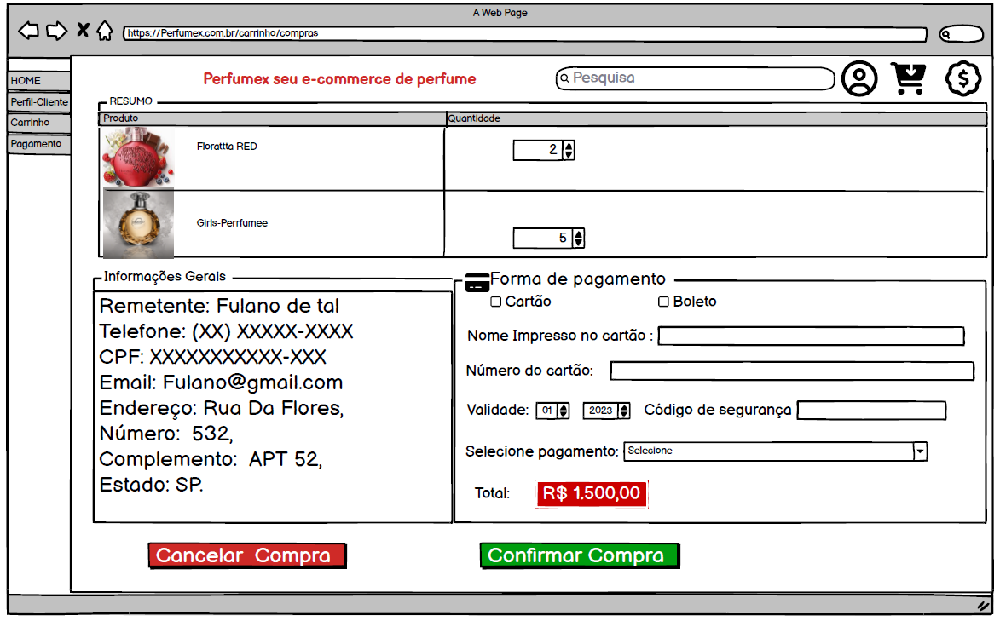 A Web Page
https://Perfumex.com.br/carrinho/compras
HOME
Perfil-Cliente
Carrinho
Pagamento
Perfumex seu e-commerce de perfume
Pesquisa
RESUMO
Produto Quantidade
Florattta RED 2
Girls-Perrfumee 5
Informações Gerais
Remetente: Fulano de tal
Telefone: (XX) XXXXX-XXXX
CPF: XXXXXXXXXXX-XXX
Email: Fulano@gmail.com
Endereço: Rua Da Flores,
Número: 532,
Complemento: APT 52,
Estado: SP.
Forma de pagamento
Cartão Boleto
Nome Impresso no cartão :
Número do cartão:
Validade: 01 2023 Código de segurança
Selecione pagamento: Selecione
Total: R$ 1.500,00
Cancelar Compra Confirmar Compra